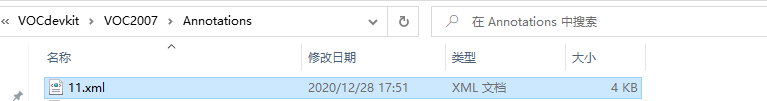 « VOCdevkit > VOC2007 > Annotations
在 Annotations 中搜索
名称 修改日期 类型 大小
11.xml 2020/12/28 17:51 XML 文档 4 KB